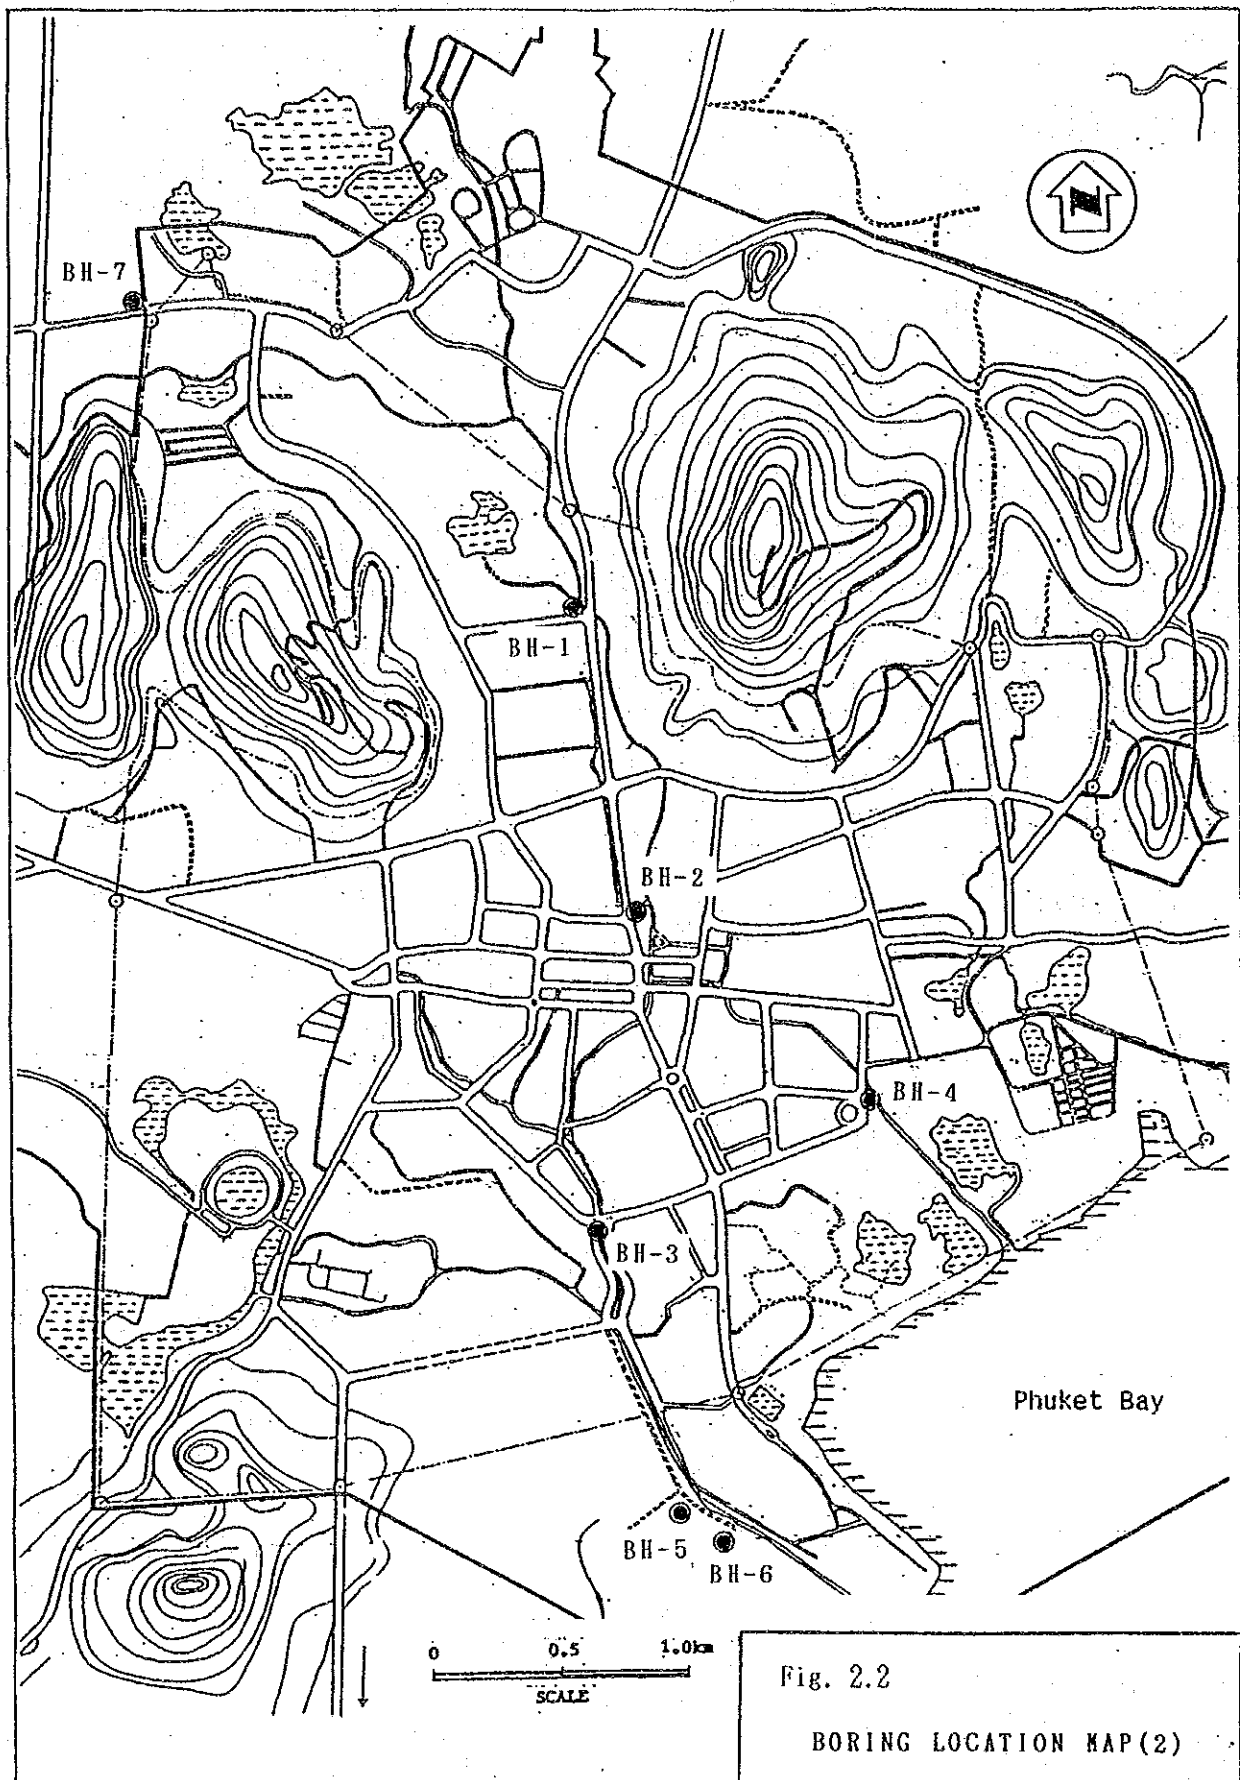 N
BH-7
BH-1
BH-2
BH-4
BH-3
Phuket Bay
BH-5
BH-6
0 0.5 1.0km
SCALE
Fig. 2.2
BORING LOCATION MAP(2)